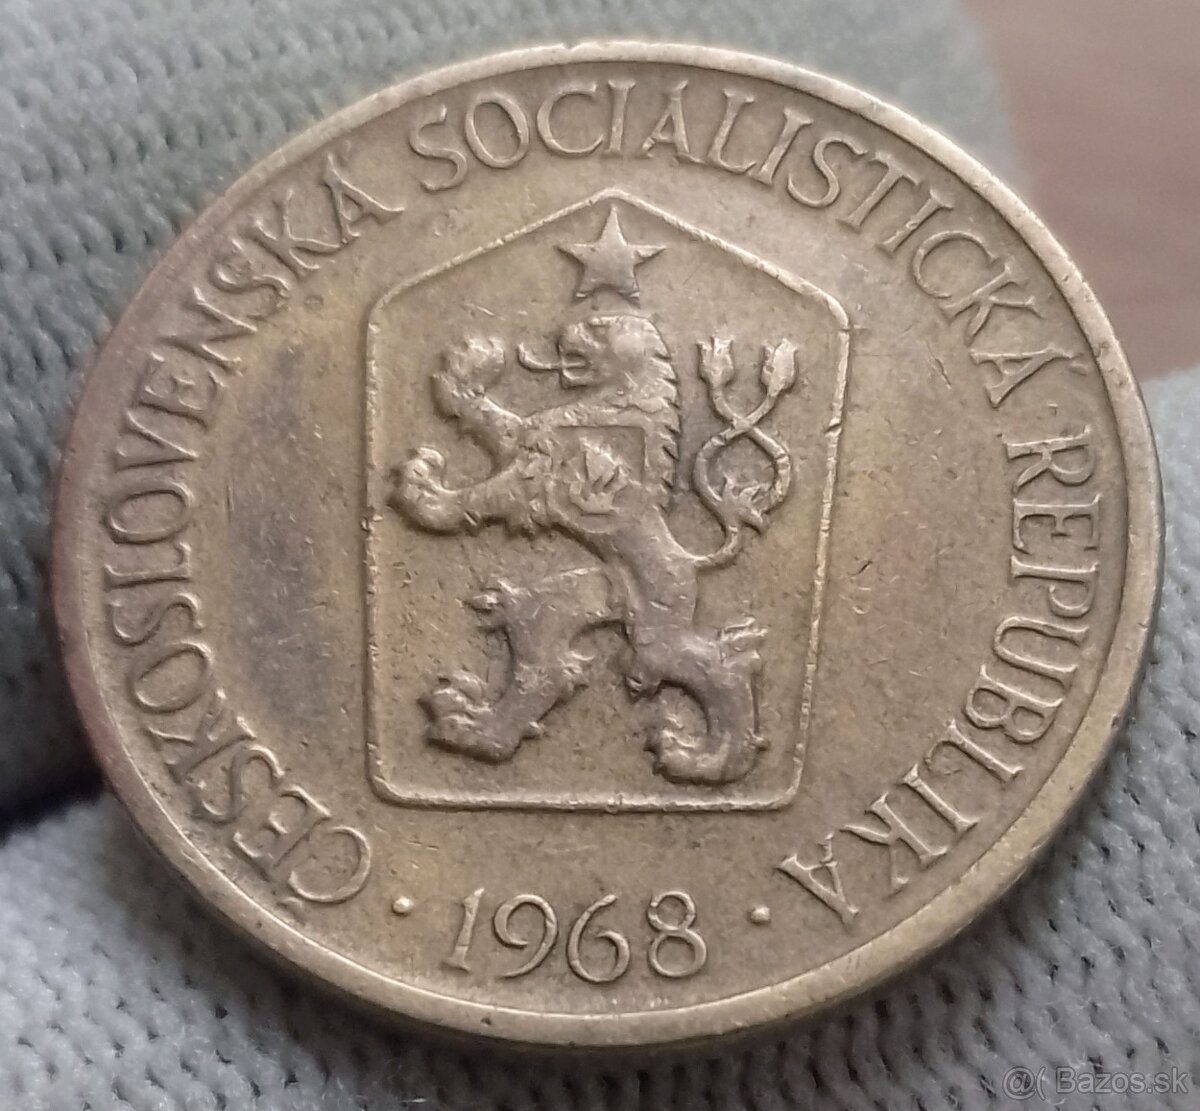 ČESKOSLOVENSKÁ SOCIALISTICKÁ REPUBLIKA
· 1968 ·
@( Bazos.sk